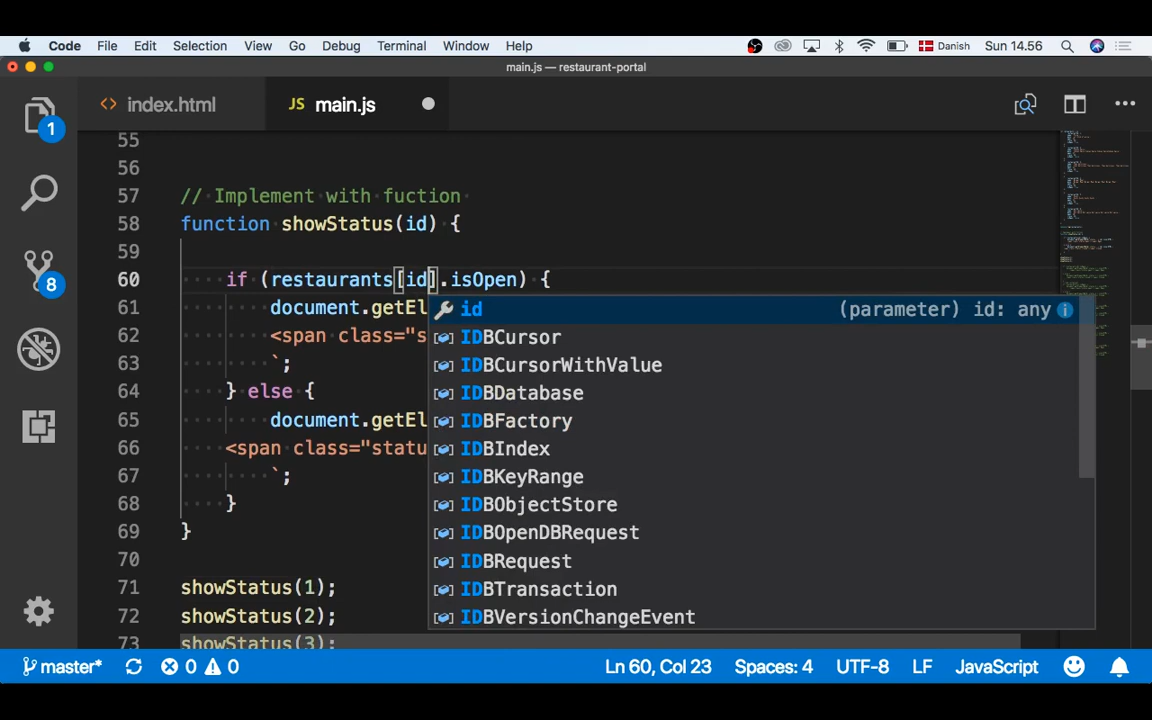 Code File Edit Selection View Go Debug Terminal Window Help Danish Sun 14.56
main.js — restaurant-portal
index.html JS main.js
55
56
57 // Implement with fuction
58 function showStatus(id) {
59
60 if (restaurants[id].isOpen) {
61 document.getEl
62 <span class="s
63 `;
64 } else {
65 document.getEl
66 <span class="statu
67 `;
68 }
69 }
70
71 showStatus(1);
72 showStatus(2);
73 showStatus(3);
id (parameter) id: any
IDBCursor
IDBCursorWithValue
IDBDatabase
IDBFactory
IDBIndex
IDBKeyRange
IDBObjectStore
IDBOpenDBRequest
IDBRequest
IDBTransaction
IDBVersionChangeEvent
1
8
master* 0 0 Ln 60, Col 23 Spaces: 4 UTF-8 LF JavaScript